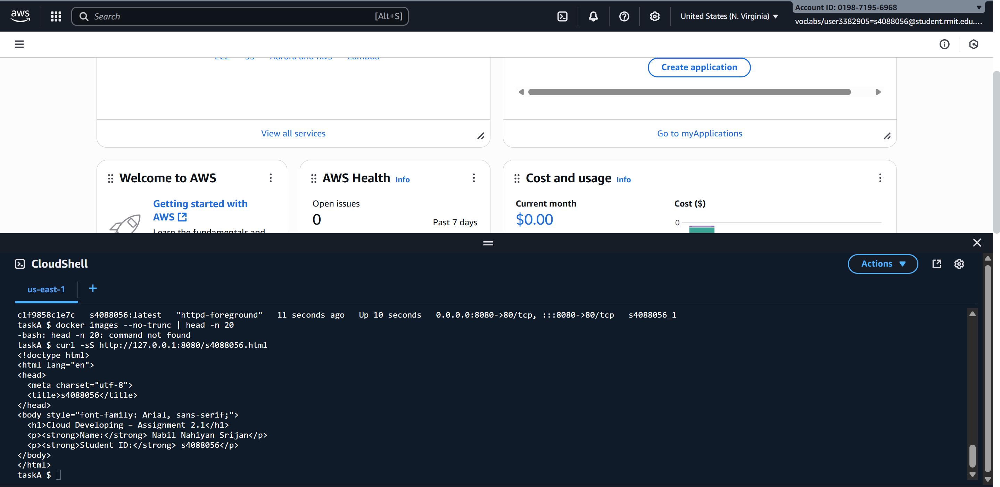 aws
Search
[Alt+S]
United States (N. Virginia)
Account ID: 0198-7195-6968
voclabs/user3382905=s4088056@student.rmit.edu....
EC2 S3 Aurora and RDS Lambda
Create application
View all services
Go to myApplications
Welcome to AWS
Getting started with
AWS
Learn the fundamentals and
AWS Health Info
Open issues
0
Past 7 days
Cost and usage Info
Current month
$0.00
Cost ($)
0
CloudShell
Actions
us-east-1
+
c1f9858c1e7c   s4088056:latest   "httpd-foreground"   11 seconds ago   Up 10 seconds   0.0.0.0:8080->80/tcp, :::8080->80/tcp   s4088056_1
taskA $ docker images --no-trunc | head -n 20
-bash: head -n 20: command not found
taskA $ curl -sS http://127.0.0.1:8080/s4088056.html
<!doctype html>
<html lang="en">
<head>
  <meta charset="utf-8">
  <title>s4088056</title>
</head>
<body style="font-family: Arial, sans-serif;">
  <h1>Cloud Developing – Assignment 2.1</h1>
  <p><strong>Name:</strong> Nabil Nahiyan Srijan</p>
  <p><strong>Student ID:</strong> s4088056</p>
</body>
</html>
taskA $